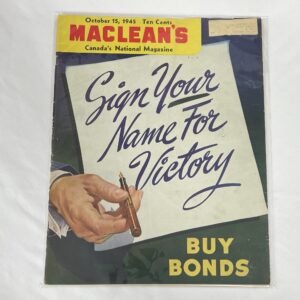 October 15, 1945 Ten Cents
MACLEAN'S
Canada's National Magazine
Sign Your
Name For
Victory
BUY
BONDS